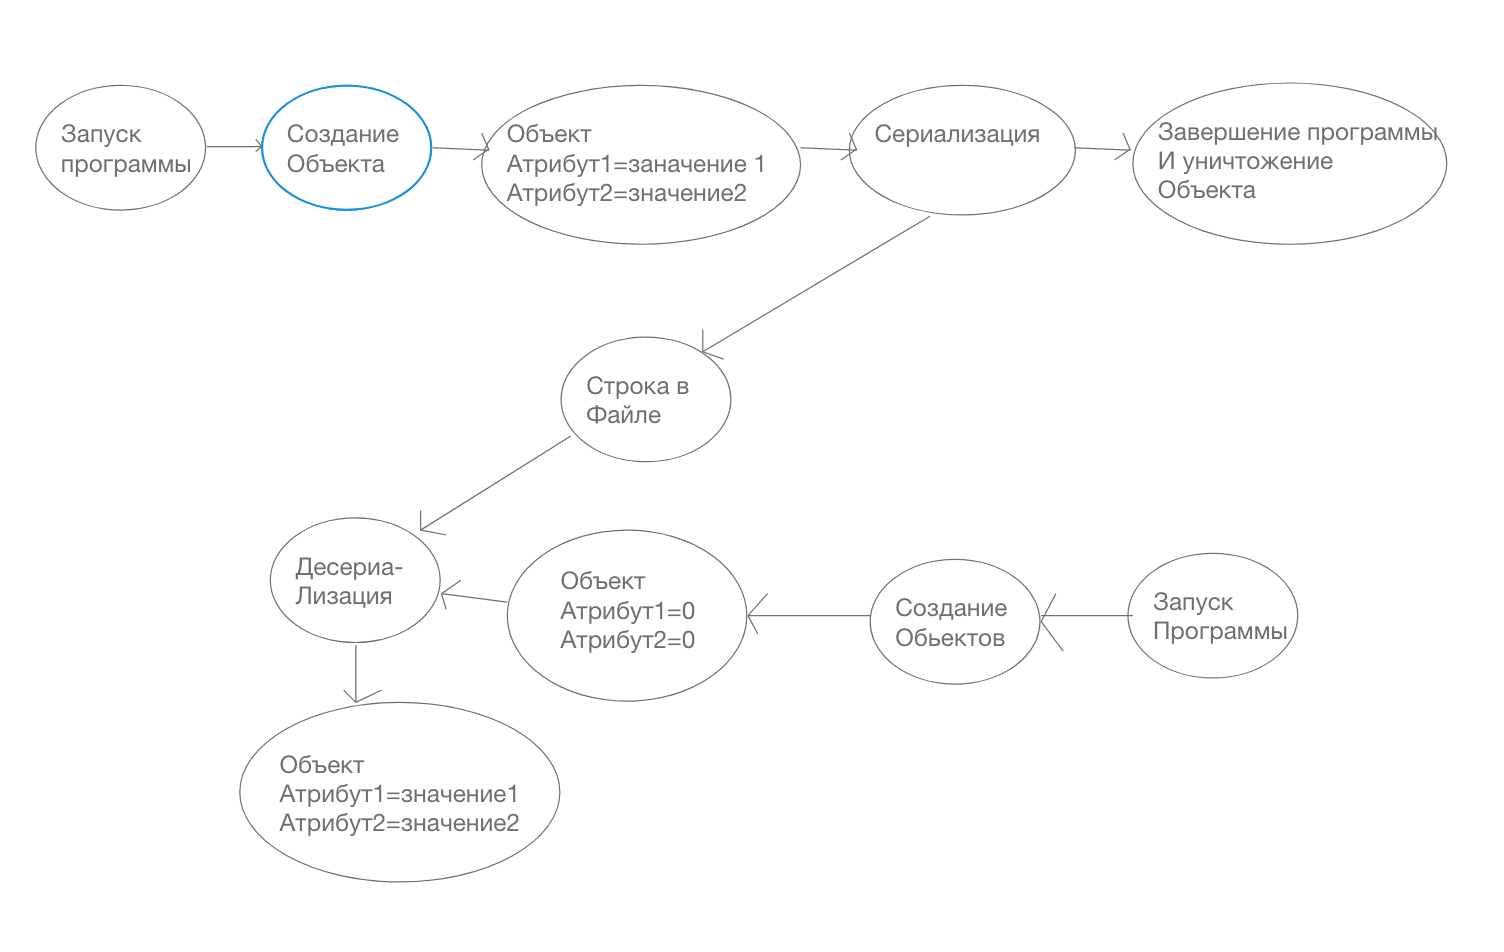 Запуск
программы
Создание
Объекта
Объект
Атрибут1=заначение 1
Атрибут2=значение2
Сериализация
Завершение программы
И уничтожение
Объекта
Строка в
Файле
Десериа-
Лизация
Объект
Атрибут1=0
Атрибут2=0
Создание
Обьектов
Запуск
Программы
Объект
Атрибут1=значение1
Атрибут2=значение2